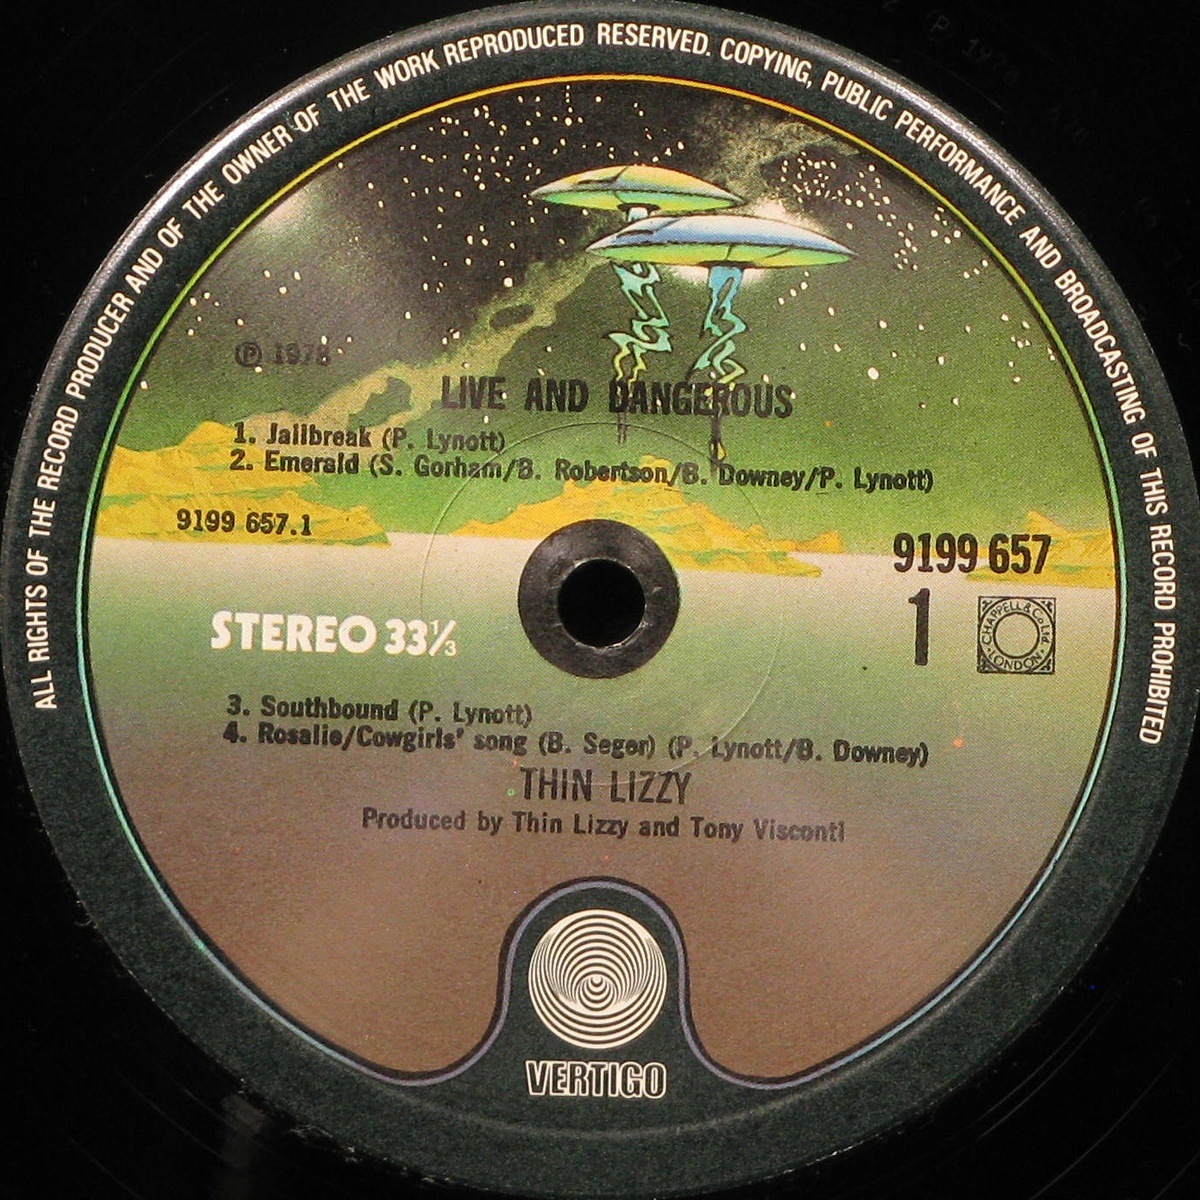 ALL RIGHTS OF THE RECORD PRODUCER AND OF THE OWNER OF THE WORK REPRODUCED RESERVED. COPYING, PUBLIC PERFORMANCE AND BROADCASTING OF THIS RECORD PROHIBITED
℗ 1978
LIVE AND DANGEROUS
1. Jailbreak (P. Lynott)
2. Emerald (S. Gorham/B. Robertson/B. Downey/P. Lynott)
9199 657.1
9199 657
1
CHAPPELL & Co Ltd. LONDON
STEREO 33⅓
3. Southbound (P. Lynott)
4. Rosalie/Cowgirls' song (B. Seger) (P. Lynott/B. Downey)
THIN LIZZY
Produced by Thin Lizzy and Tony Visconti
VERTIGO